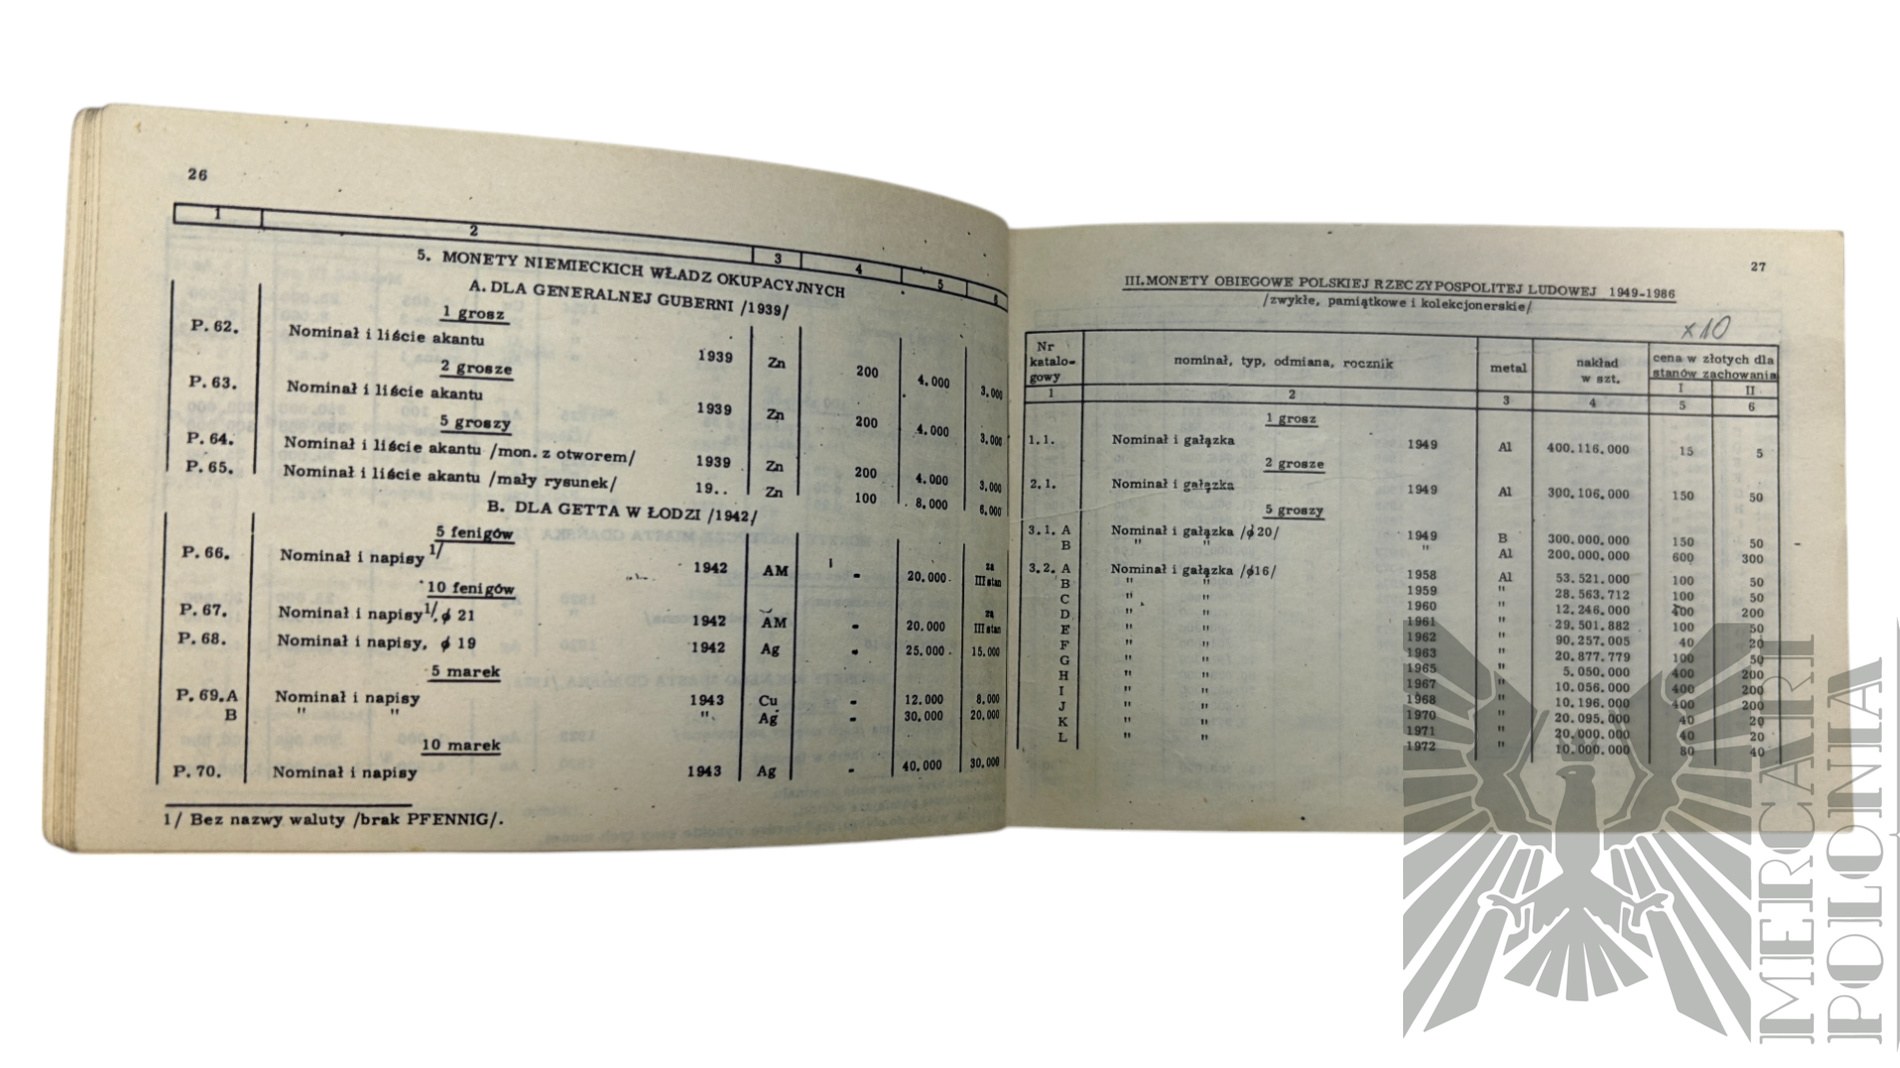 26
1 2 3 4 5 6
5. MONETY NIEMIECKICH WŁADZ OKUPACYJNYCH
A. DLA GENERALNEJ GUBERNI /1939/
1 grosz
P. 62. Nominał i liście akantu 1939 Zn 200 4.000 3.000
2 grosze
P. 63. Nominał i liście akantu 1939 Zn 200 4.000 3.000
5 groszy
P. 64. Nominał i liście akantu /mon. z otworem/ 1939 Zn 200 4.000 3.000
P. 65. Nominał i liście akantu /mały rysunek/ 19.. Zn 100 8.000 6.000
B. DLA GETTA W ŁODZI /1942/
5 fenigów
P. 66. Nominał i napisy 1/ 1942 AM - 20.000 za III stan
10 fenigów
P. 67. Nominał i napisy 1/, ϕ 21 1942 AM - 20.000 za III stan
P. 68. Nominał i napisy, ϕ 19 1942 Ag - 25.000 15.000
5 marek
P. 69. A Nominał i napisy 1943 Cu - 12.000 8.000
B " " " Ag - 30.000 20.000
10 marek
P. 70. Nominał i napisy 1943 Ag - 40.000 30.000
1/ Bez nazwy waluty /brak PFENNIG/.
27
III. MONETY OBIEGOWE POLSKIEJ RZECZYPOSPOLITEJ LUDOWEJ 1949-1986
/zwykłe, pamiątkowe i kolekcjonerskie/
x10
Nr katalo-gowy nominał, typ, odmiana, rocznik metal nakład w szt. cena w złotych dla stanów zachowania
I II
1 2 3 4 5 6
1 grosz
1.1. Nominał i gałązka 1949 Al 400.116.000 15 5
2 grosze
2.1. Nominał i gałązka 1949 Al 300.106.000 150 50
5 groszy
3.1. A Nominał i gałązka /ϕ 20/ 1949 B 300.000.000 150 50
B " " " Al 200.000.000 600 300
3.2. A Nominał i gałązka /ϕ16/ 1958 Al 53.521.000 100 50
B " " 1959 " 28.563.712 100 50
C " " 1960 " 12.246.000 400 200
D " " 1961 " 29.501.882 100 50
E " " 1962 " 90.257.005 40 20
F " " 1963 " 20.877.779 100 50
G " " 1965 " 5.050.000 400 200
H " " 1967 " 10.056.000 400 200
I " " 1968 " 10.196.000 400 200
J " " 1970 " 20.095.000 40 20
K " " 1971 " 20.000.000 40 20
L " " 1972 " 10.000.000 80 40
MERCARI
POLONIA